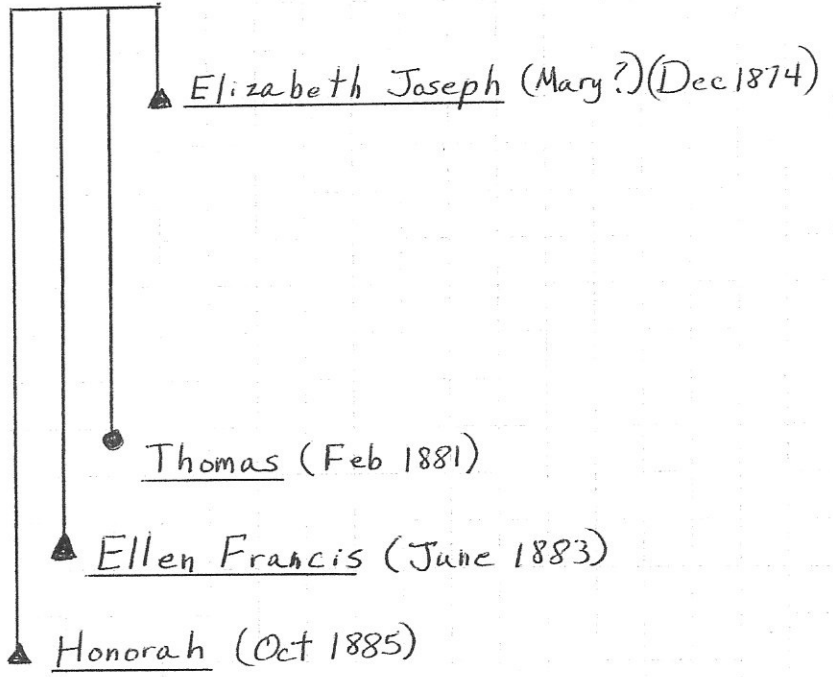 Elizabeth Joseph (Mary?)(Dec 1874)
Thomas (Feb 1881)
Ellen Francis (June 1883)
Honorah (Oct 1885)